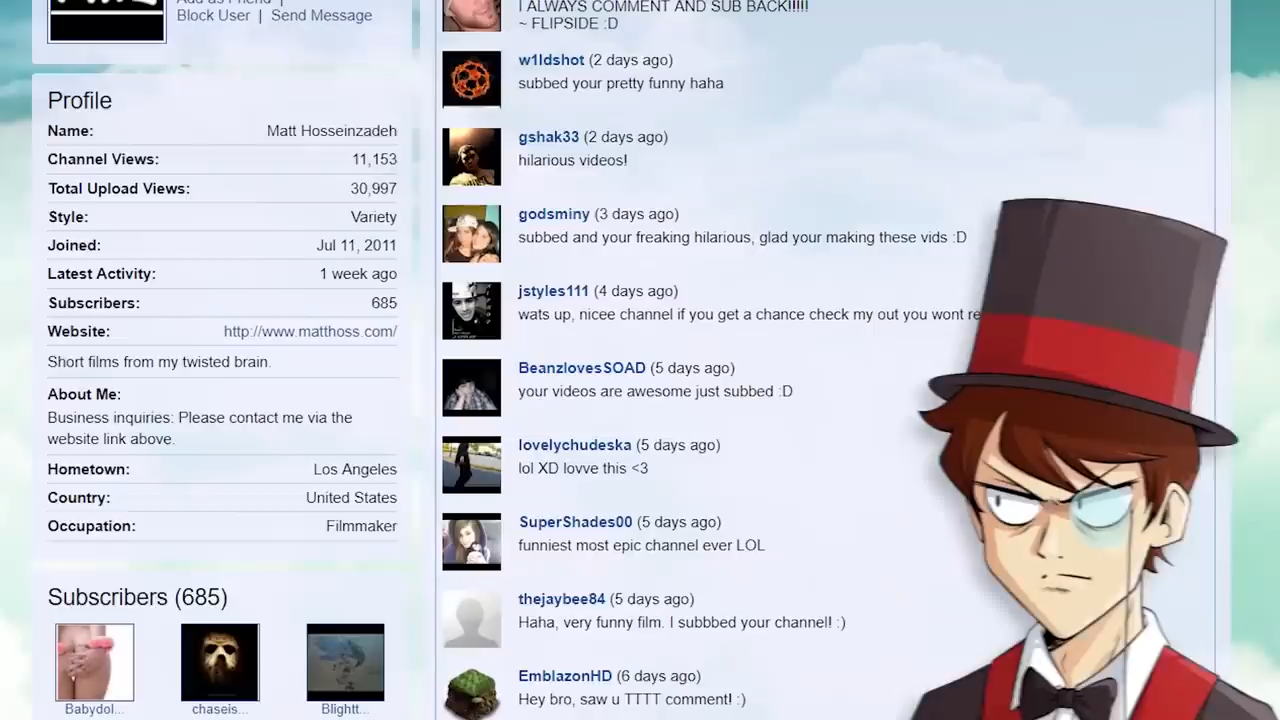 Add as Friend |
Block User | Send Message
Profile
Name: Matt Hosseinzadeh
Channel Views: 11,153
Total Upload Views: 30,997
Style: Variety
Joined: Jul 11, 2011
Latest Activity: 1 week ago
Subscribers: 685
Website: http://www.matthoss.com/
Short films from my twisted brain.
About Me:
Business inquiries: Please contact me via the
website link above.
Hometown: Los Angeles
Country: United States
Occupation: Filmmaker
Subscribers (685)
Babydol... chaseis... Blightt...
I ALWAYS COMMENT AND SUB BACK!!!!!
~ FLIPSIDE :D
w1ldshot (2 days ago)
subbed your pretty funny haha
gshak33 (2 days ago)
hilarious videos!
godsminy (3 days ago)
subbed and your freaking hilarious, glad your making these vids :D
jstyles111 (4 days ago)
wats up, nicee channel if you get a chance check my out you wont re
BeanzlovesSOAD (5 days ago)
your videos are awesome just subbed :D
lovelychudeska (5 days ago)
lol XD lovve this <3
SuperShades00 (5 days ago)
funniest most epic channel ever LOL
thejaybee84 (5 days ago)
Haha, very funny film. I subbbed your channel! :)
EmblazonHD (6 days ago)
Hey bro, saw u TTTT comment! :)